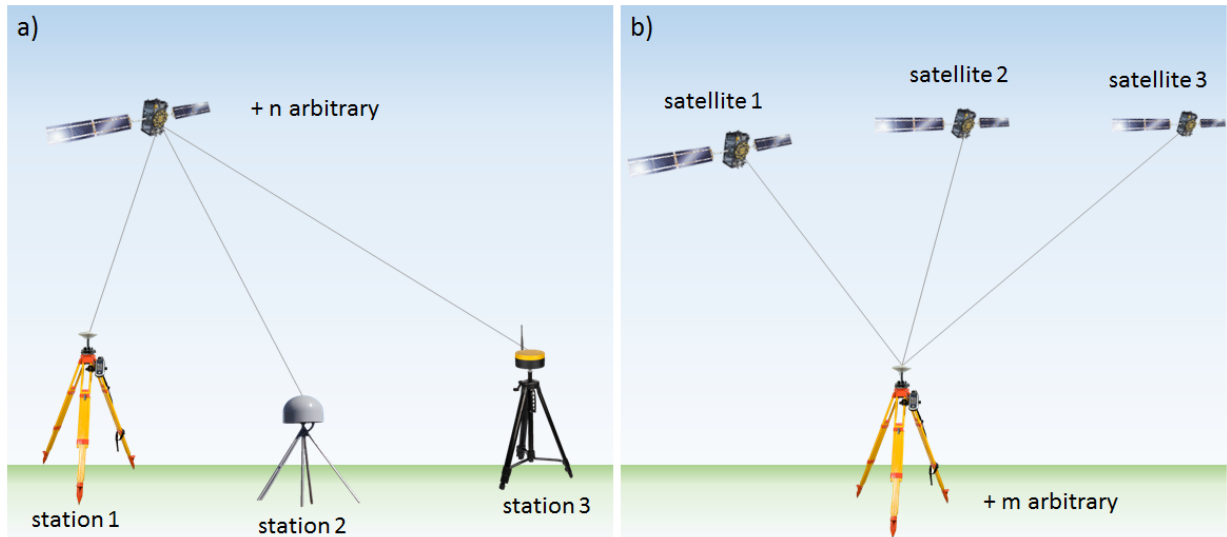 a)
+ n arbitrary
station 1
station 2
station 3
b)
satellite 1
satellite 2
satellite 3
+ m arbitrary